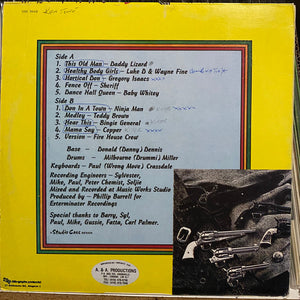 Side A
1. This Old Man - Daddy Lizard
2. Healthy Body Girls - Luke D & Wayne Fine
3. Hortical Don - Gregory Isaacs
4. Fence Off - Sheriff
5. Dance Hall Queen - Baby Whitey
Side B
1. Don In A Town - Ninja Man
2. Medley - Teddy Brown
3. Hear This - Bingie General
4. Mama Say - Copper
5. Version - Fire House Crew
Base - Donald (Danny) Dennis
Drums - Milbourne (Drummi) Miller
Keyboards - Paul (Wrong Move) Crassdale
Recording Engineers - Sylvester,
Mike, Paul, Peter Chemist, Soljie
Mixed and Recorded at Music Works Studio
Produced by - Phillip Burrell for
Exterminator Recordings
Special thanks to Barry, Syl,
Paul, Mike, Gussie, Fatta, Carl Palmer.
A. & A. PRODUCTIONS